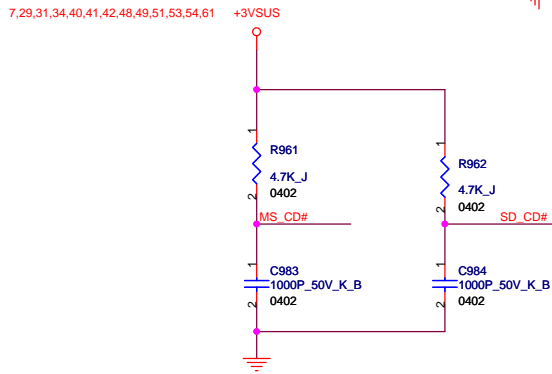 7,29,31,34,40,41,42,48,49,51,53,54,61 +3VSUS
1
R961
4.7K_J
2
0402
MS_CD#
1
R962
4.7K_J
2
0402
SD_CD#
1
C983
1000P_50V_K_B
2
0402
1
C984
1000P_50V_K_B
2
0402